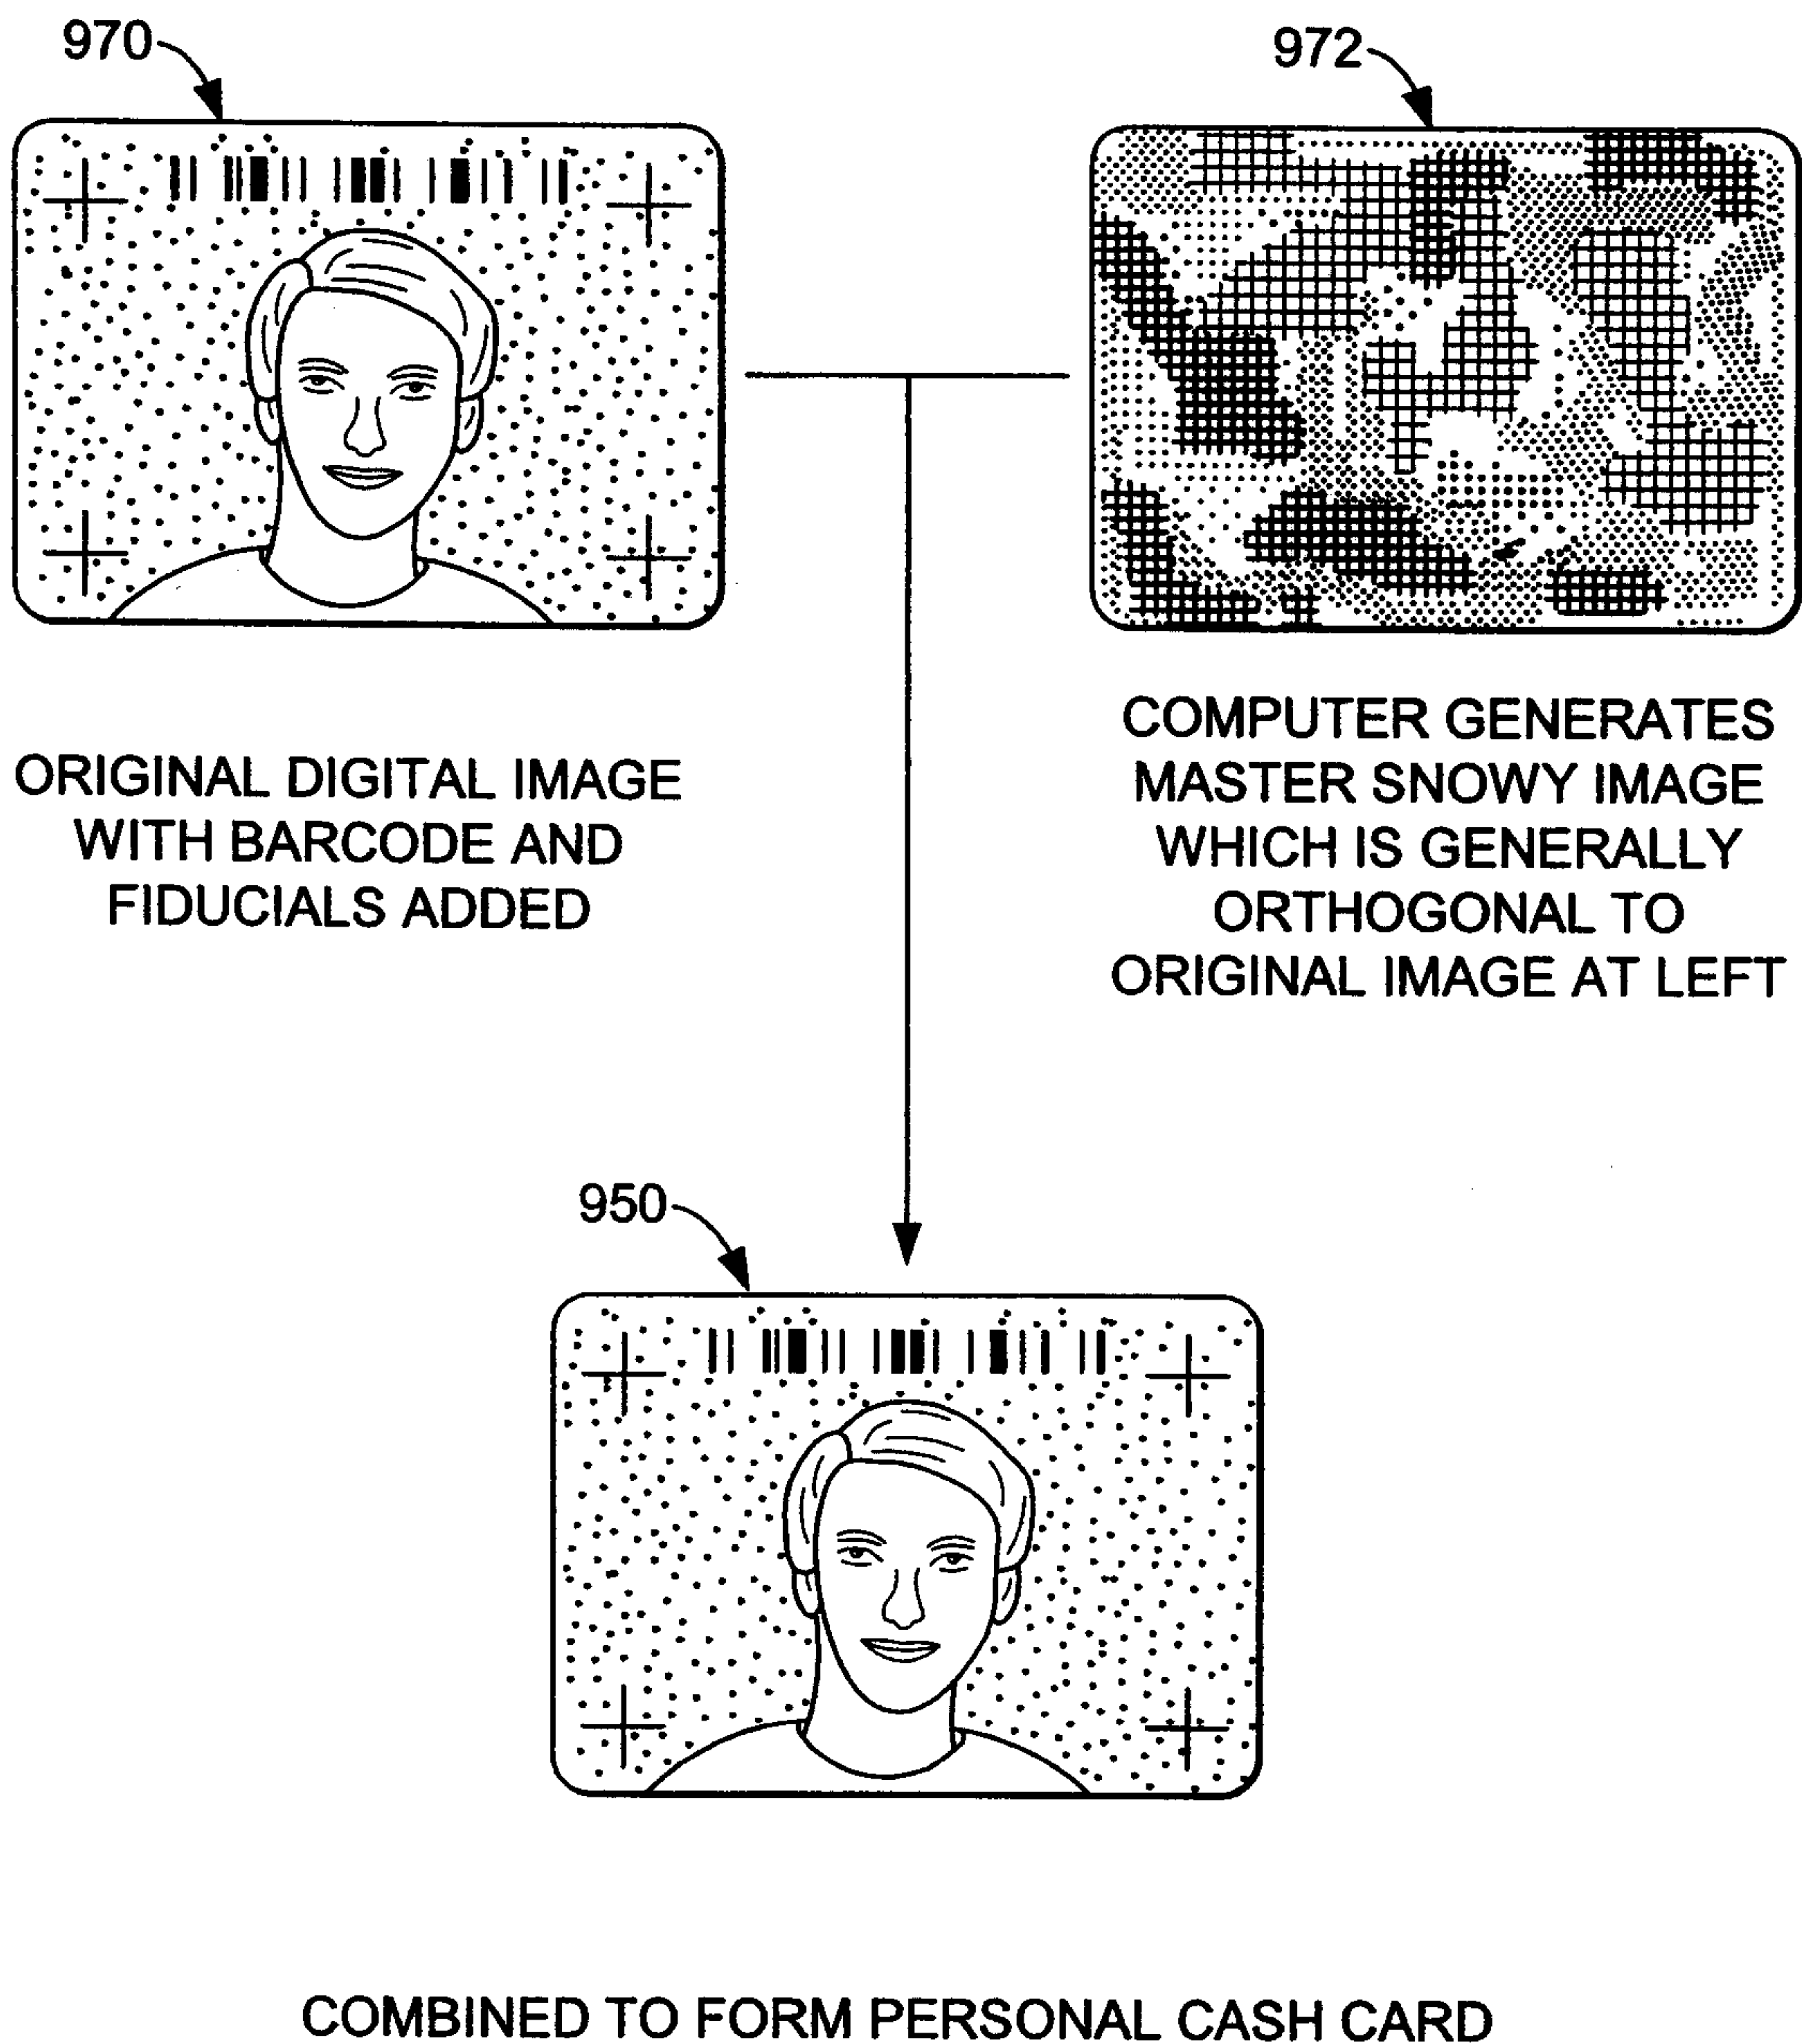 970
972
ORIGINAL DIGITAL IMAGE
WITH BARCODE AND
FIDUCIALS ADDED
COMPUTER GENERATES
MASTER SNOWY IMAGE
WHICH IS GENERALLY
ORTHOGONAL TO
ORIGINAL IMAGE AT LEFT
950
COMBINED TO FORM PERSONAL CASH CARD